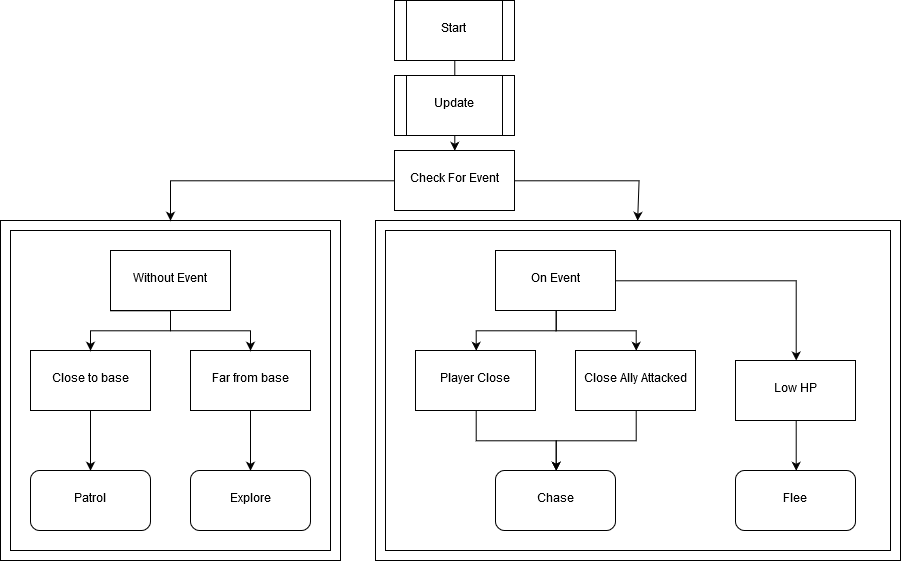 Start
Update
Check For Event
Without Event
On Event
Close to base
Far from base
Player Close
Close Ally Attacked
Low HP
Patrol
Explore
Chase
Flee